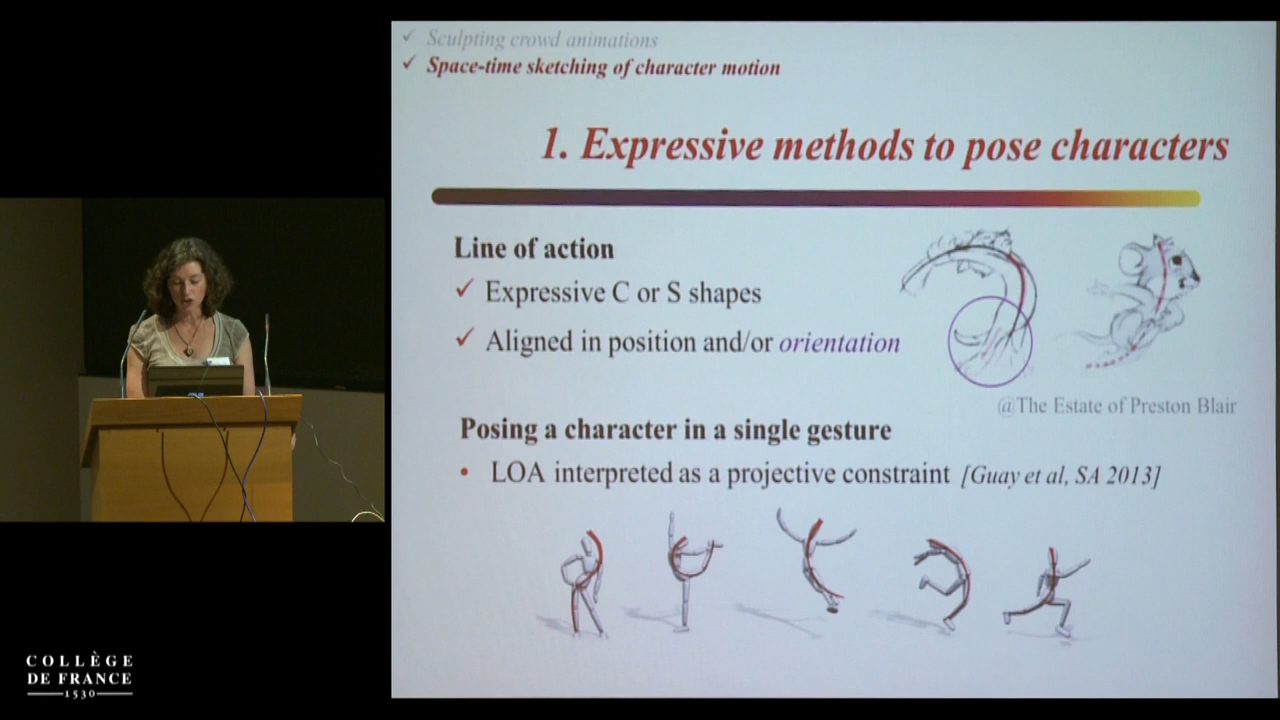 ✓ Sculpting crowd animations
✓ Space-time sketching of character motion
1. Expressive methods to pose characters
Line of action
✓ Expressive C or S shapes
✓ Aligned in position and/or orientation
@The Estate of Preston Blair
Posing a character in a single gesture
• LOA interpreted as a projective constraint [Guay et al, SA 2013]
COLLÈGE
DE FRANCE
1530